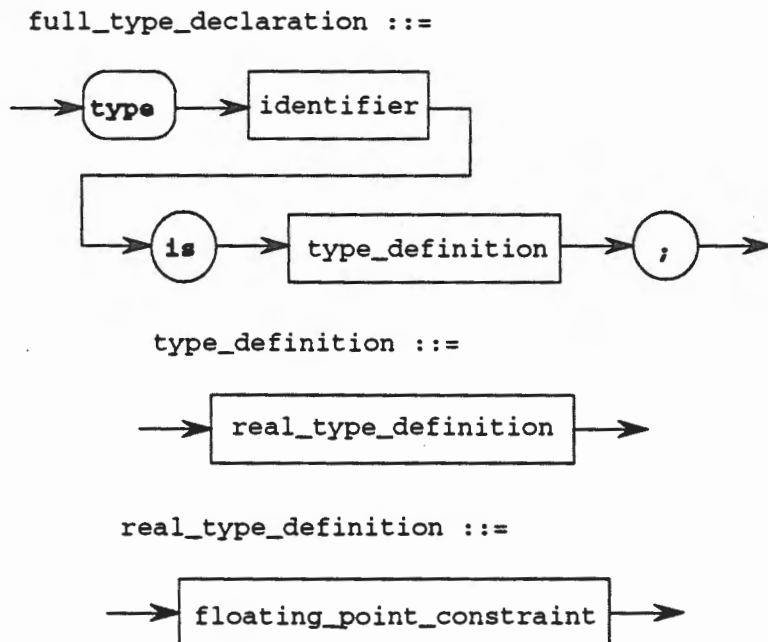 full_type_declaration ::=
type identifier
is type_definition ;
type_definition ::=
real_type_definition
real_type_definition ::=
floating_point_constraint